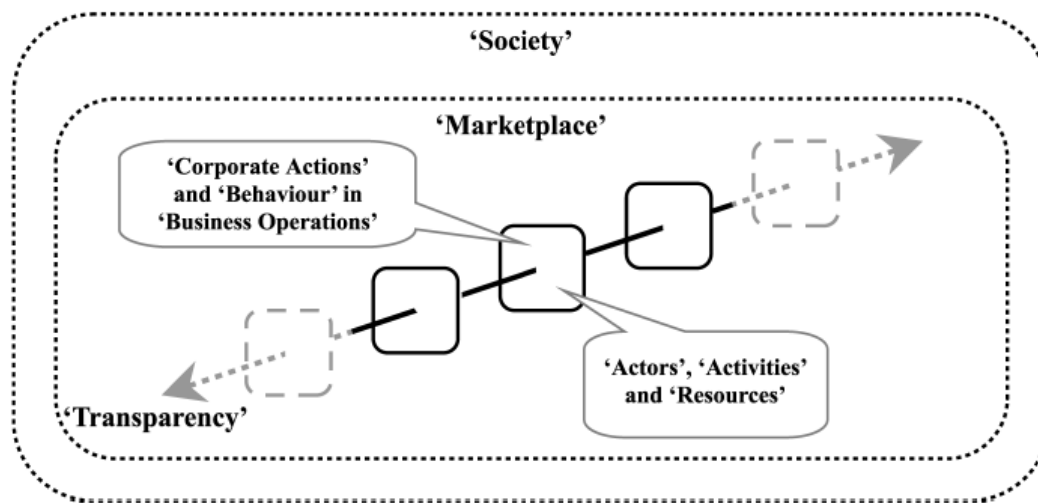 ‘Society’
‘Marketplace’
‘Corporate Actions’
and ‘Behaviour’ in
‘Business Operations’
‘Actors’, ‘Activities’
and ‘Resources’
‘Transparency’